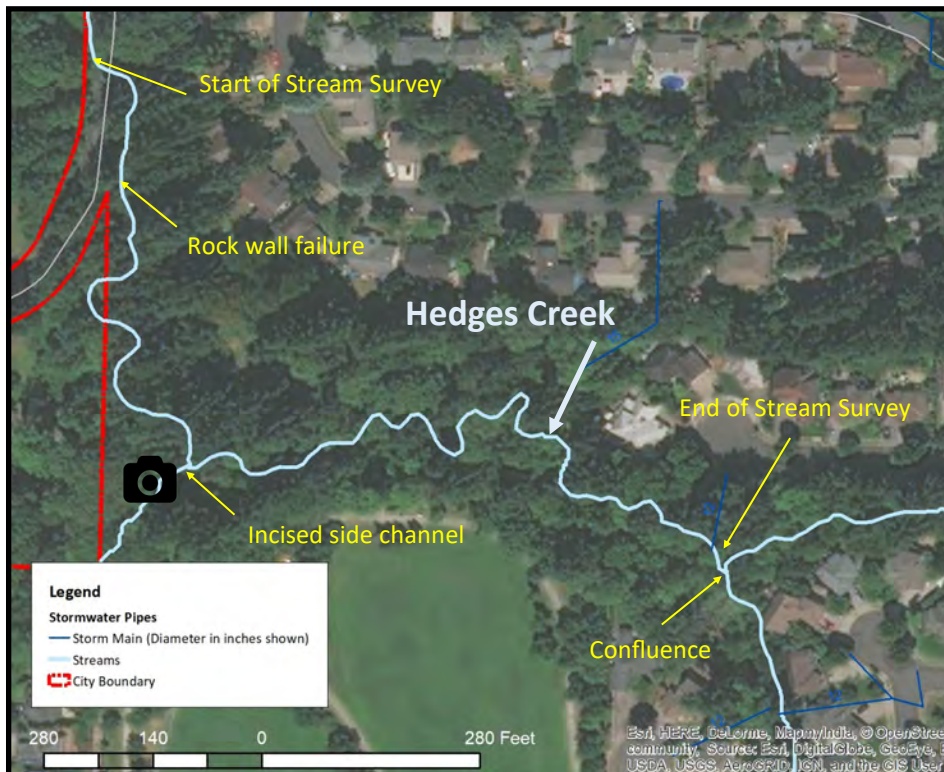 Start of Stream Survey
Rock wall failure
Hedges Creek
End of Stream Survey
Incised side channel
Confluence
Legend
Stormwater Pipes
Storm Main (Diameter in inches shown)
Streams
City Boundary
280 140 0 280 Feet
Esri, HERE, DeLorme, MapmyIndia, © OpenStree
community, Source: Esri, DigitalGlobe, GeoEye,
USDA, USGS, AeroGRID, IGN, and the GIS User